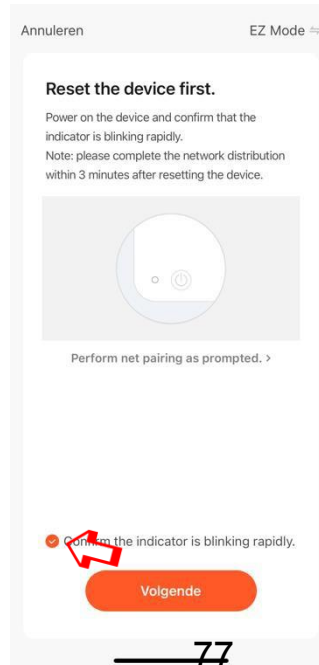 Annuleren EZ Mode
Reset the device first.
Power on the device and confirm that the
indicator is blinking rapidly.
Note: please complete the network distribution
within 3 minutes after resetting the device.
Perform net pairing as prompted. >
Confirm the indicator is blinking rapidly.
Volgende
77